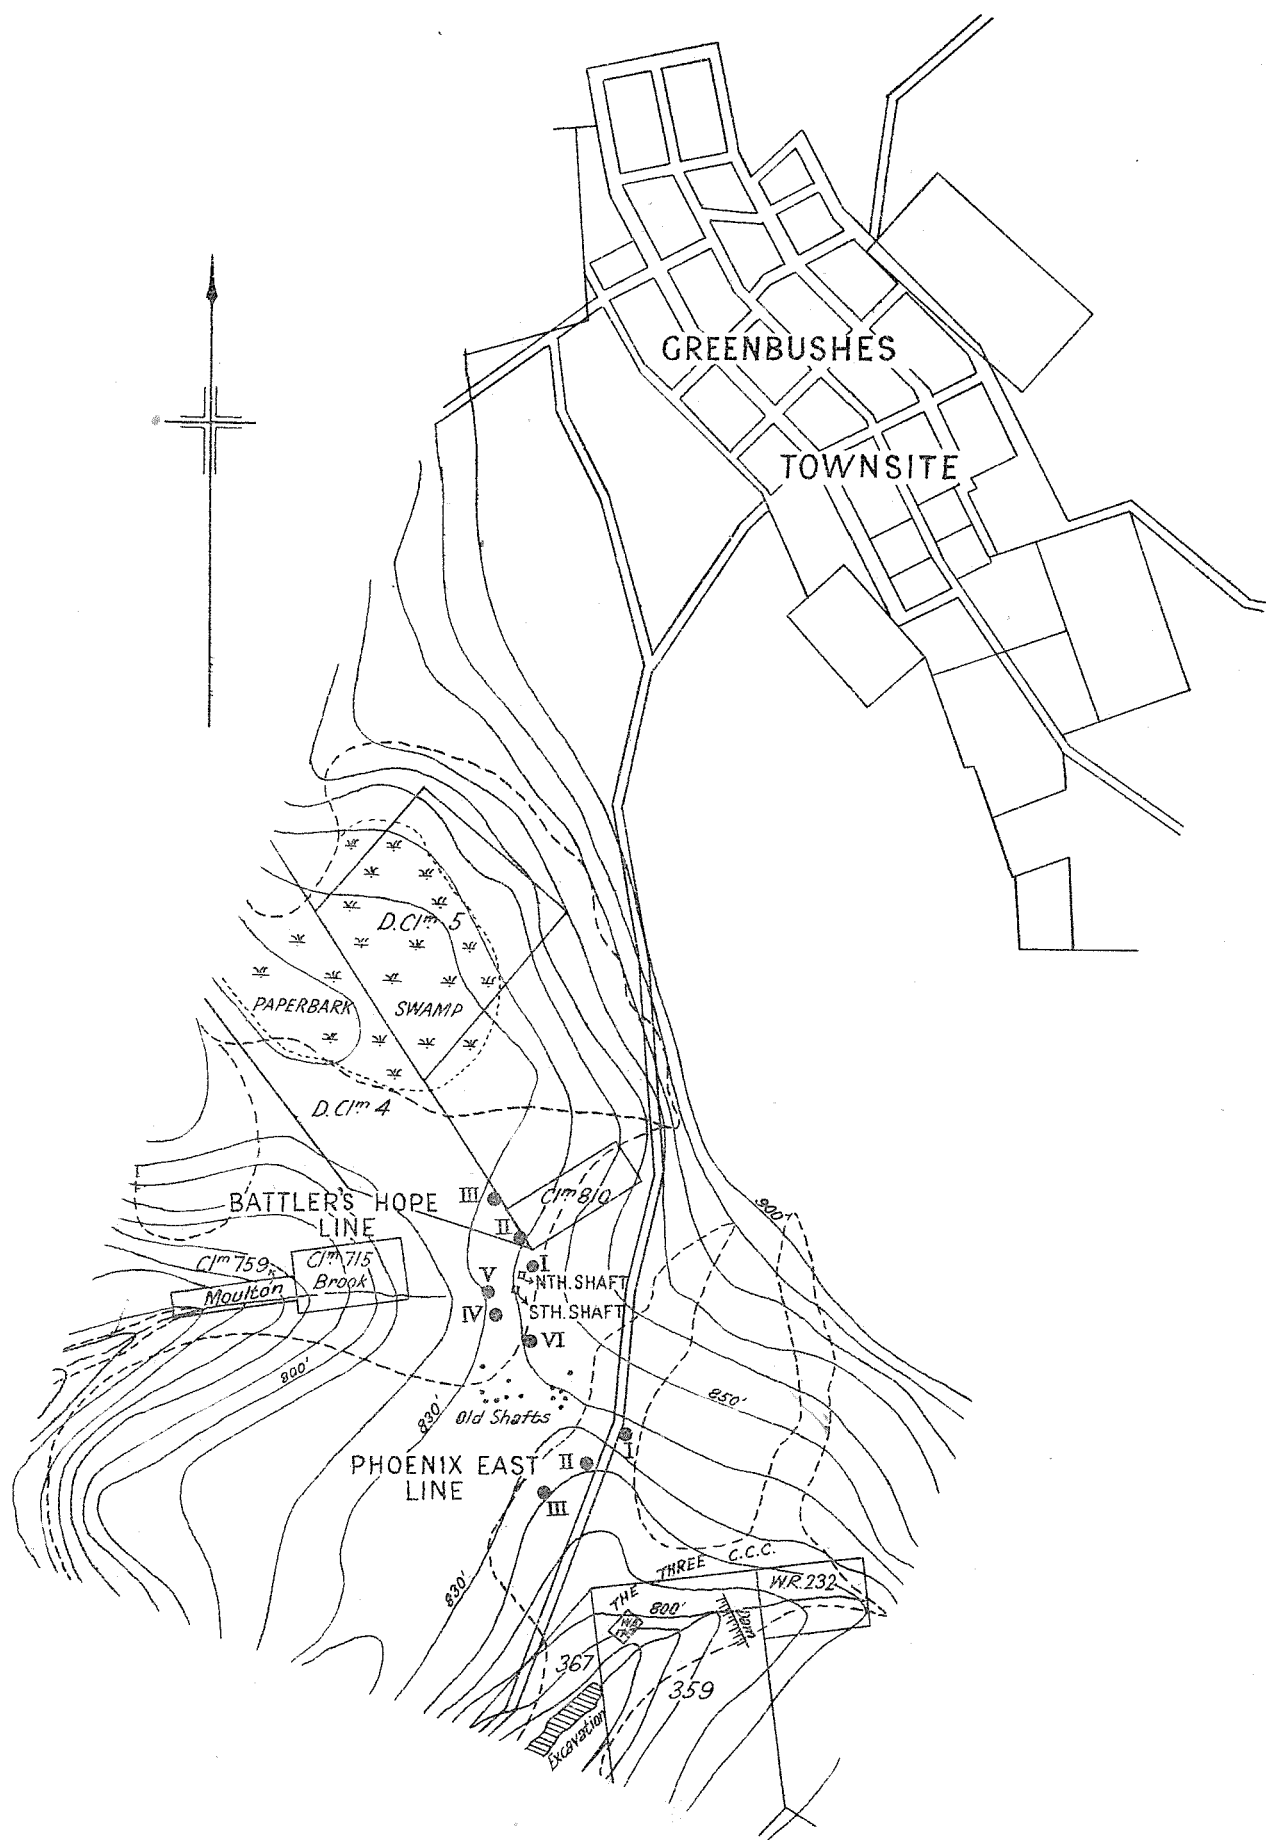 GREENBUSHES
TOWNSITE
D.Clᵐ 5
PAPERBARK SWAMP
D.Clᵐ 4
BATTLER'S HOPE
LINE
III
Clᵐ 810
II
900'
Clᵐ 759
Clᵐ 715
Brook
Moulton
I
V
NTH. SHAFT
STH. SHAFT
IV
VI
800'
830'
850'
Old Shafts
I
PHOENIX EAST
LINE
II
III
THE THREE C.C.C.
W.R. 232
830'
800'
Dam
367
359
Excavation